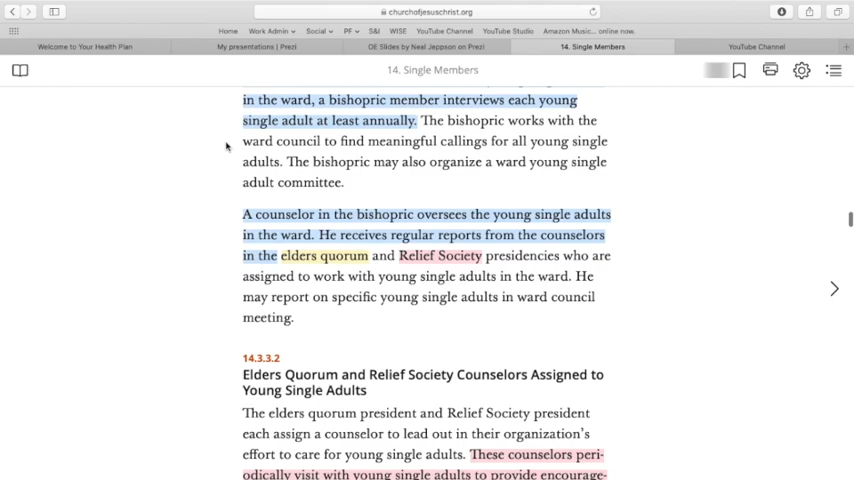 churchofjesuschrist.org
Home Work Admin Social PF S&I WISE YouTube Channel YouTube Studio Amazon Music... online now.
Welcome to Your Health Plan My presentations | Prezi OE Slides by Neal Jeppson on Prezi 14. Single Members YouTube Channel
14. Single Members
in the ward, a bishopric member interviews each young
single adult at least annually. The bishopric works with the
ward council to find meaningful callings for all young single
adults. The bishopric may also organize a ward young single
adult committee.
A counselor in the bishopric oversees the young single adults
in the ward. He receives regular reports from the counselors
in the elders quorum and Relief Society presidencies who are
assigned to work with young single adults in the ward. He
may report on specific young single adults in ward council
meeting.
14.3.3.2
Elders Quorum and Relief Society Counselors Assigned to
Young Single Adults
The elders quorum president and Relief Society president
each assign a counselor to lead out in their organization's
effort to care for young single adults. These counselors peri-
odically visit with young single adults to provide encourage-